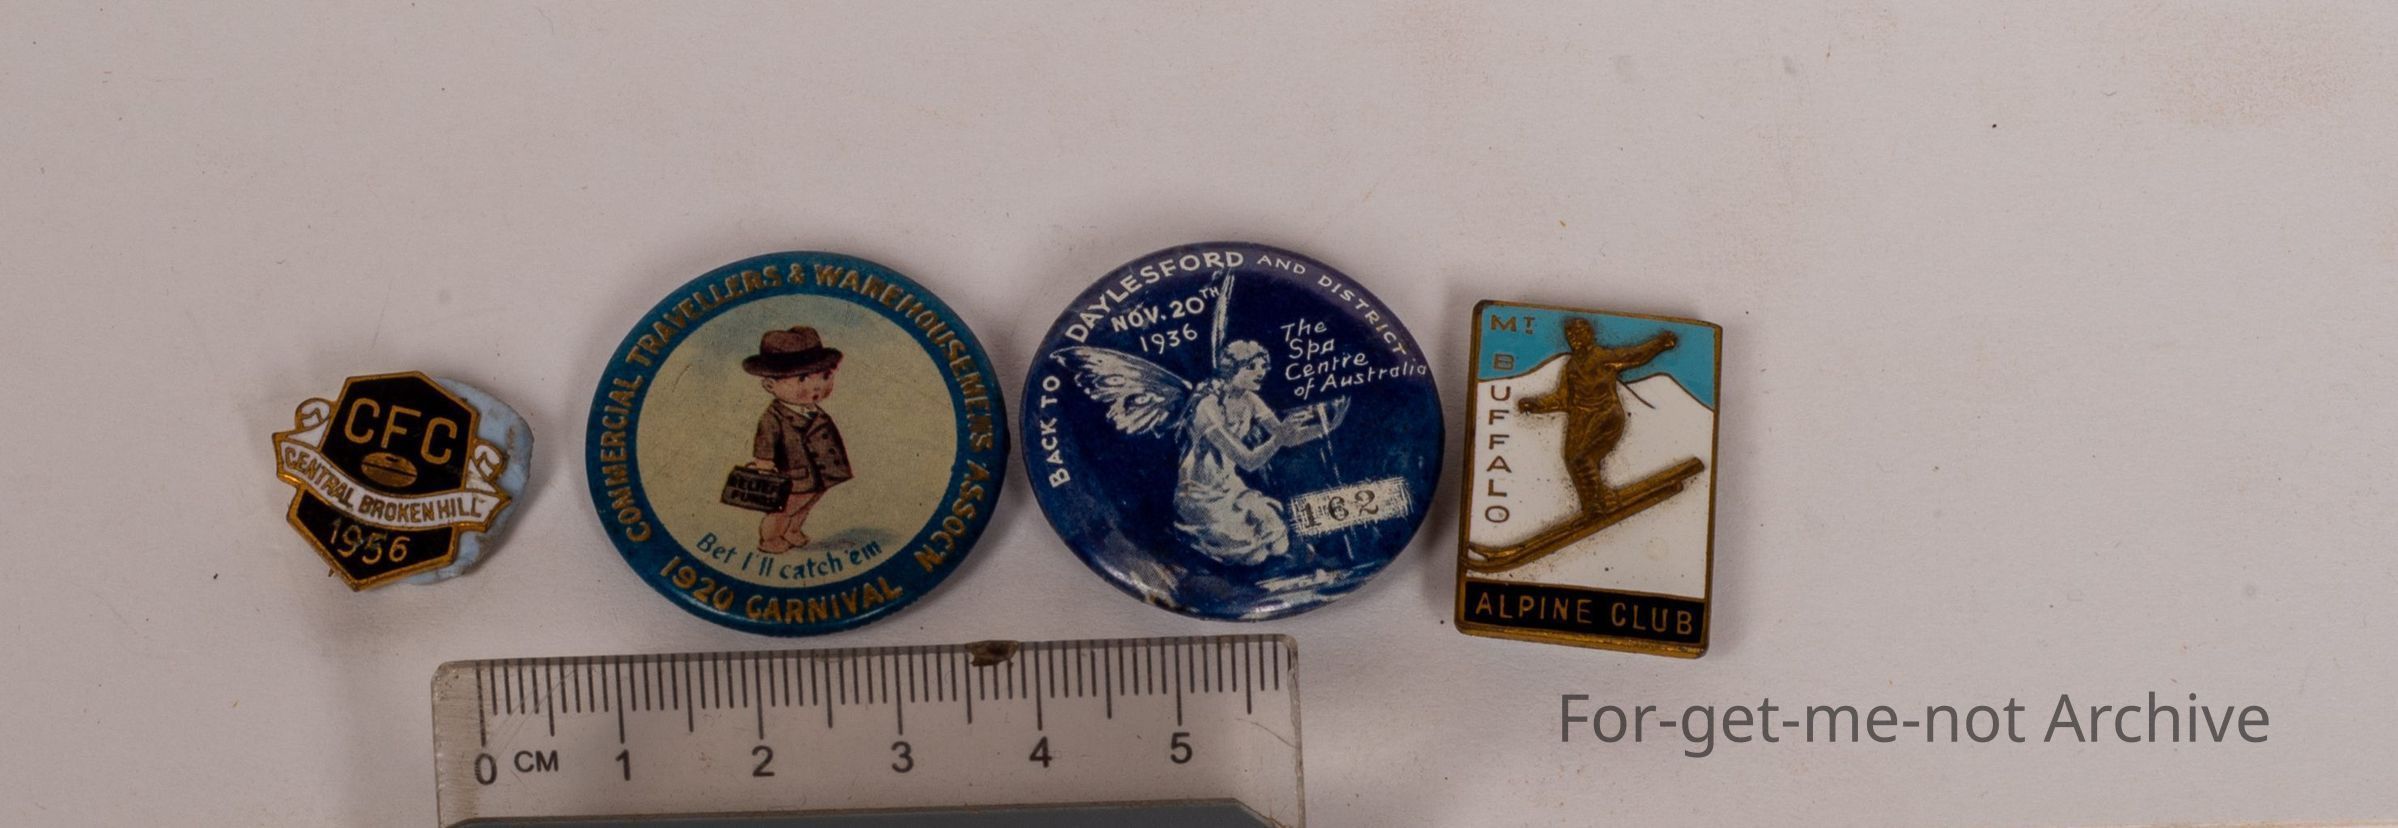 CFC
CENTRAL BROKEN HILL
1956
COMMERCIAL TRAVELLERS & WAREHOUSEMEN'S ASSOC'N
RELIEF
FUNDS
Bet I'll catch 'em
1920 CARNIVAL
BACK TO DAYLESFORD AND DISTRICT
NOV. 20TH
1936
The
Spa
Centre
of Australia
162
MT
BUFFALO
ALPINE CLUB
0 CM 1 2 3 4 5
For-get-me-not Archive